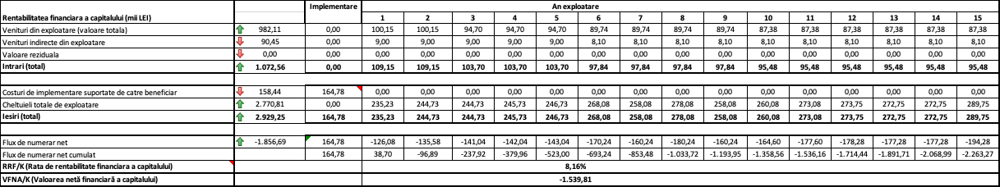 Implementare An exploatare
Rentabilitatea financiara a capitalului (mii LEI) 1 2 3 4 5 6 7 8 9 10 11 12 13 14 15
Venituri din exploatare (valoare totala) 982,11 0,00 100,15 100,15 94,70 94,70 94,70 89,74 89,74 89,74 89,74 87,38 87,38 87,38 87,38 87,38 87,38
Venituri indirecte din exploatare 90,45 0,00 9,00 9,00 9,00 9,00 9,00 8,10 8,10 8,10 8,10 8,10 8,10 8,10 8,10 8,10 8,10
Valoare reziduala 0,00 0,00 0,00 0,00 0,00 0,00 0,00 0,00 0,00 0,00 0,00 0,00 0,00 0,00 0,00 0,00 0,00
Intrari (total) 1.072,56 0,00 109,15 109,15 103,70 103,70 103,70 97,84 97,84 97,84 97,84 95,48 95,48 95,48 95,48 95,48 95,48
Costuri de implementare suportate de catre beneficiar 158,44 164,78 0,00 0,00 0,00 0,00 0,00 0,00 0,00 0,00 0,00 0,00 0,00 0,00 0,00 0,00 0,00
Cheltuieli totale de exploatare 2.770,81 0,00 235,23 244,73 244,73 245,73 246,73 268,08 258,08 278,08 258,08 260,08 273,08 273,75 272,75 272,75 289,75
Iesiri (total) 2.929,25 164,78 235,23 244,73 244,73 245,73 246,73 268,08 258,08 278,08 258,08 260,08 273,08 273,75 272,75 272,75 289,75
Flux de numerar net -1.856,69 164,78 -126,08 -135,58 -141,04 -142,04 -143,04 -170,24 -160,24 -180,24 -160,24 -164,60 -177,60 -178,28 -177,28 -177,28 -194,28
Flux de numerar net cumulat 164,78 38,70 -96,89 -237,92 -379,96 -523,00 -693,24 -853,48 -1.033,72 -1.193,95 -1.358,56 -1.536,16 -1.714,44 -1.891,71 -2.068,99 -2.263,27
RRF/K (Rata de rentabilitate financiara a capitalului) 8,16%
VFNA/K (Valoarea netă financiară a capitalului) -1.539,81